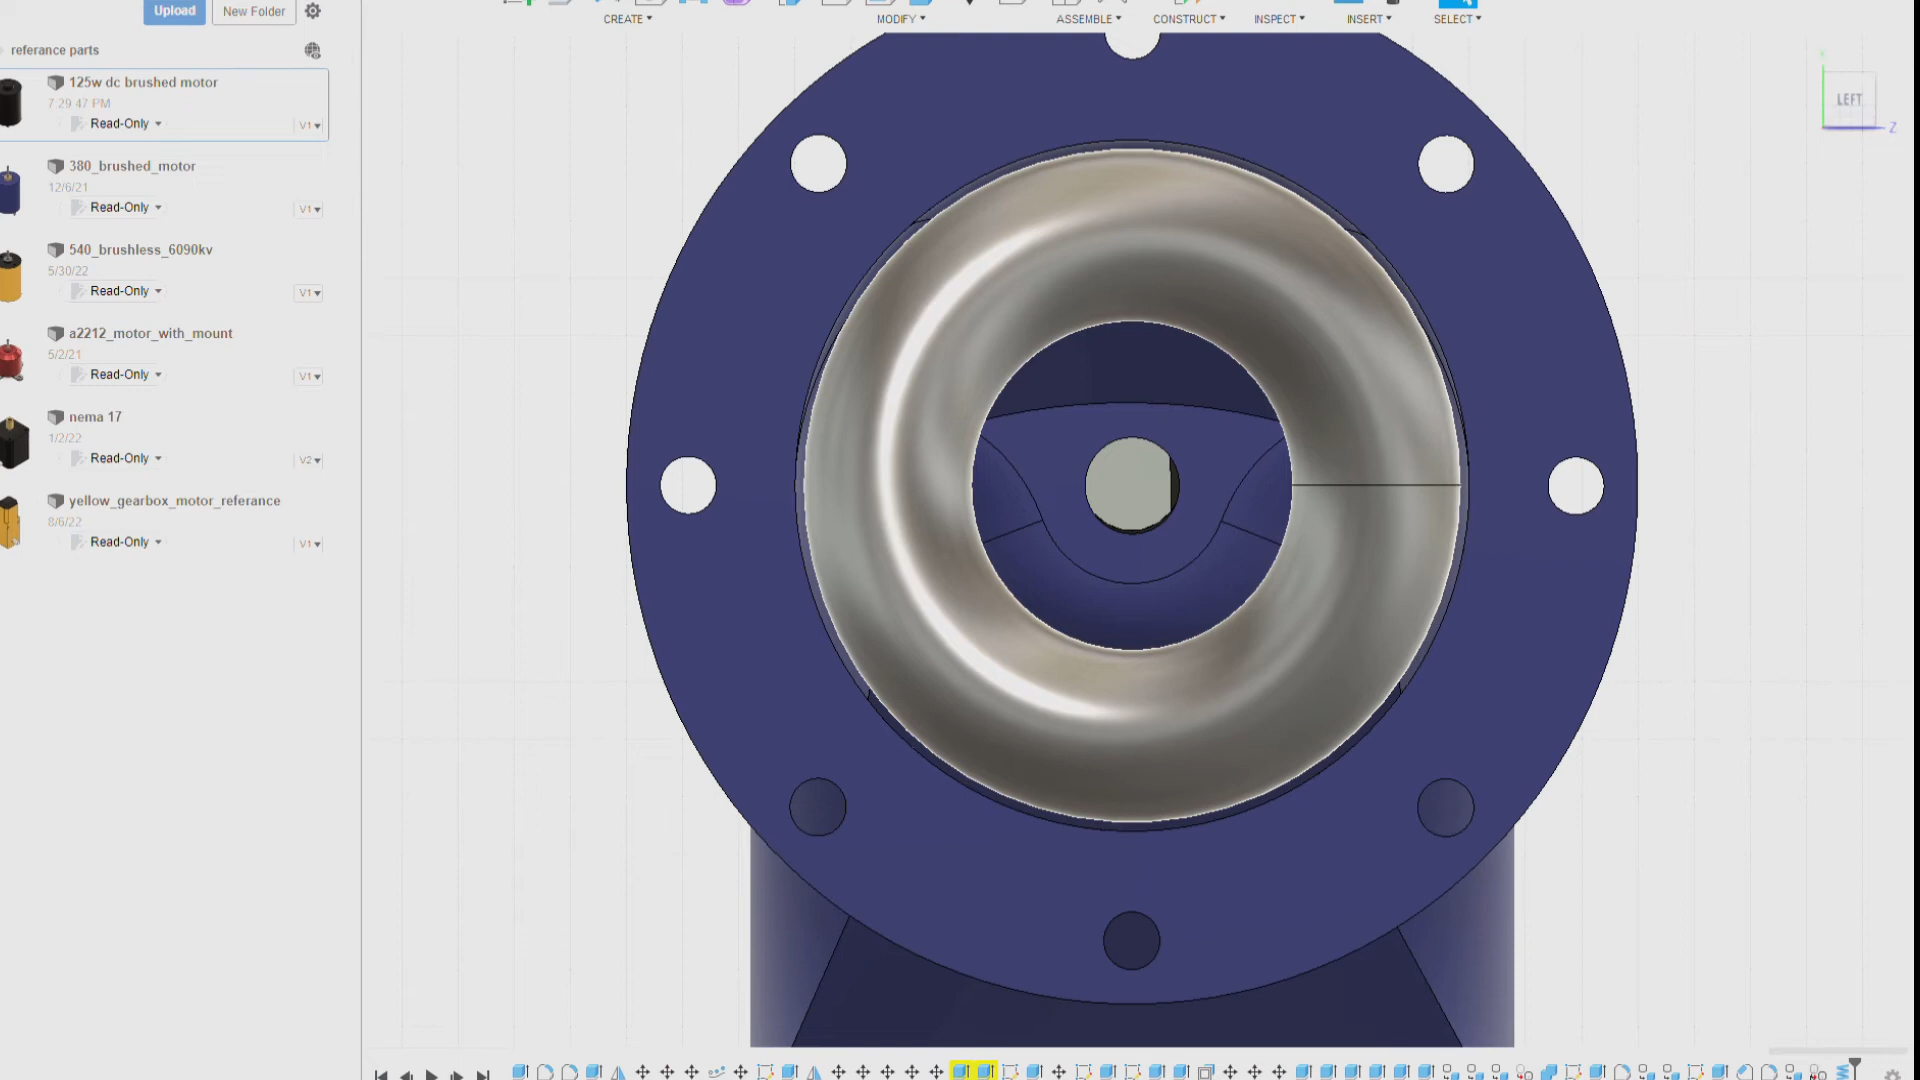 Upload
New Folder
CREATE
MODIFY
ASSEMBLE
CONSTRUCT
INSPECT
INSERT
SELECT
referance parts
125w dc brushed motor
7:29:47 PM
Read-Only
V1
380_brushed_motor
12/6/21
Read-Only
V1
540_brushless_6090kv
5/30/22
Read-Only
V1
a2212_motor_with_mount
5/2/21
Read-Only
V1
nema 17
1/2/22
Read-Only
V2
yellow_gearbox_motor_referance
8/6/22
Read-Only
V1
LEFT
Z